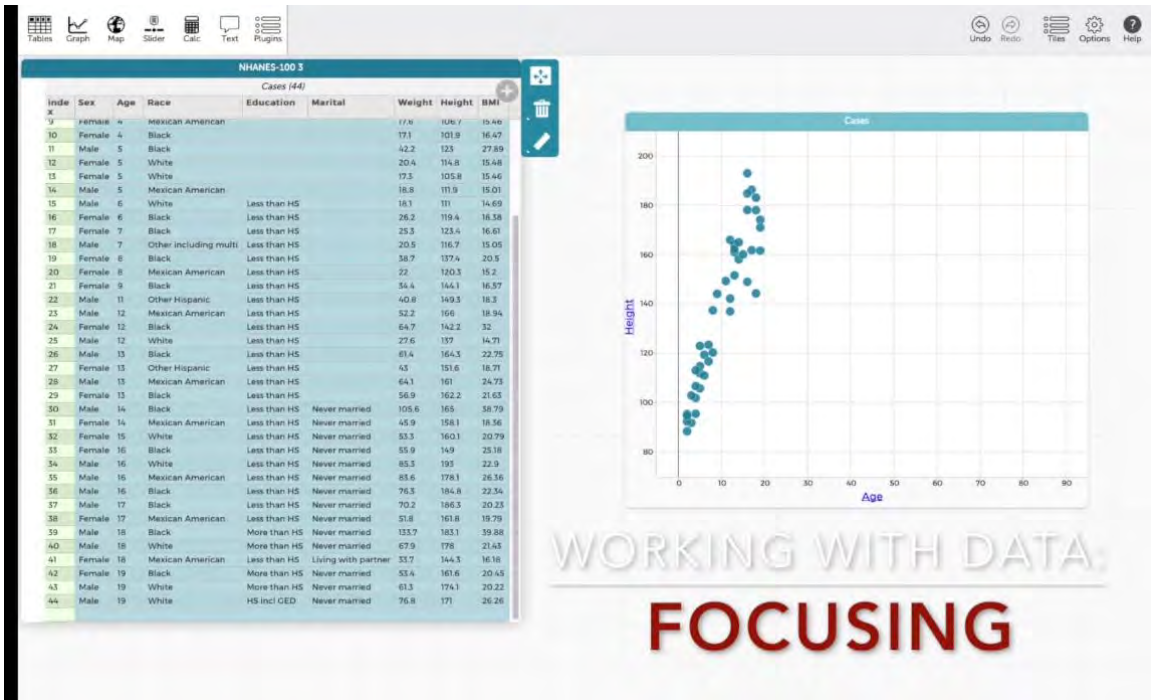 Tables Graph Map Slider Calc Text Plugins Undo Redo Tiles Options Help
NHANES-100 3
Cases (44)
index Sex Age Race Education Marital Weight Height BMI
9 Female 4 Mexican American 17.6 106.7 15.46
10 Female 4 Black 17.1 101.9 16.47
11 Male 5 Black 42.2 123 27.89
12 Female 5 White 20.4 114.8 15.48
13 Female 5 White 17.3 105.8 15.46
14 Male 5 Mexican American 18.8 111.9 15.01
15 Male 6 White Less than HS 18.1 111 14.69
16 Female 6 Black Less than HS 26.2 119.4 18.38
17 Female 7 Black Less than HS 25.3 123.4 16.61
18 Male 7 Other including multi Less than HS 20.5 116.7 15.05
19 Female 8 Black Less than HS 38.7 137.4 20.5
20 Female 8 Mexican American Less than HS 22 120.3 15.2
21 Female 9 Black Less than HS 34.4 144.1 16.57
22 Male 11 Other Hispanic Less than HS 40.8 149.3 18.3
23 Male 12 Mexican American Less than HS 52.2 166 18.94
24 Female 12 Black Less than HS 64.7 142.2 32
25 Male 12 White Less than HS 27.6 137 14.71
26 Male 13 Black Less than HS 61.4 164.3 22.75
27 Female 13 Other Hispanic Less than HS 43 151.6 18.71
28 Male 13 Mexican American Less than HS 64.1 161 24.73
29 Female 13 Black Less than HS 56.9 162.2 21.63
30 Male 14 Black Less than HS Never married 105.6 165 38.79
31 Female 14 Mexican American Less than HS Never married 45.9 158.1 18.36
32 Female 15 White Less than HS Never married 53.3 160.1 20.79
33 Female 16 Black Less than HS Never married 55.9 149 25.18
34 Male 16 White Less than HS Never married 85.3 193 22.9
35 Male 16 Mexican American Less than HS Never married 83.6 178.1 26.36
36 Male 16 Black Less than HS Never married 76.3 184.8 22.34
37 Male 17 Black Less than HS Never married 70.2 186.3 20.23
38 Female 17 Mexican American Less than HS Never married 51.8 161.8 19.79
39 Male 18 Black More than HS Never married 133.7 183.1 39.88
40 Male 18 White More than HS Never married 67.9 178 21.43
41 Female 18 Mexican American Less than HS Living with partner 33.7 144.3 16.18
42 Female 19 Black More than HS Never married 53.4 161.6 20.45
43 Male 19 White More than HS Never married 61.3 174.1 20.22
44 Male 19 White HS incl GED Never married 76.8 171 26.26
Cases
200
180
160
140
120
100
80
Height
0 10 20 30 40 50 60 70 80 90
Age
WORKING WITH DATA:
FOCUSING